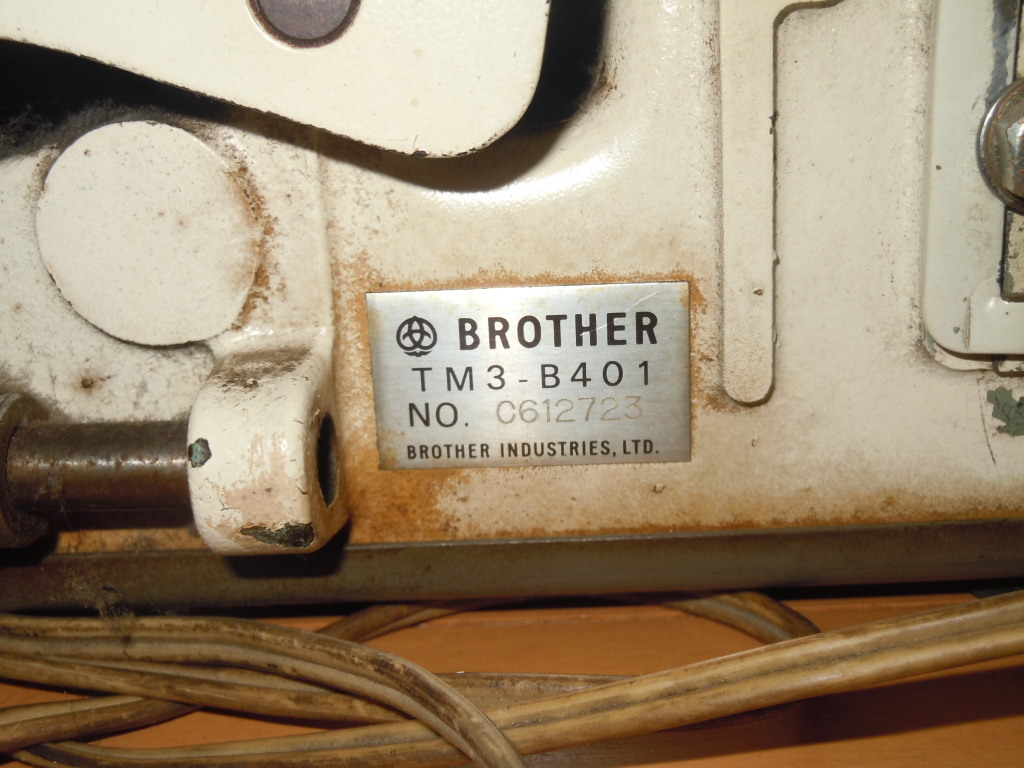 BROTHER
TM3-B401
NO. C612723
BROTHER INDUSTRIES, LTD.